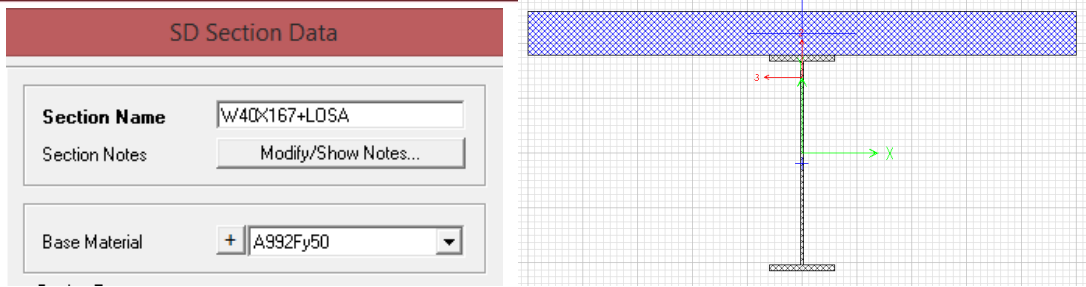 SD Section Data
Section Name W40X167+LOSA
Section Notes Modify/Show Notes...
Base Material + A992Fy50
3
X